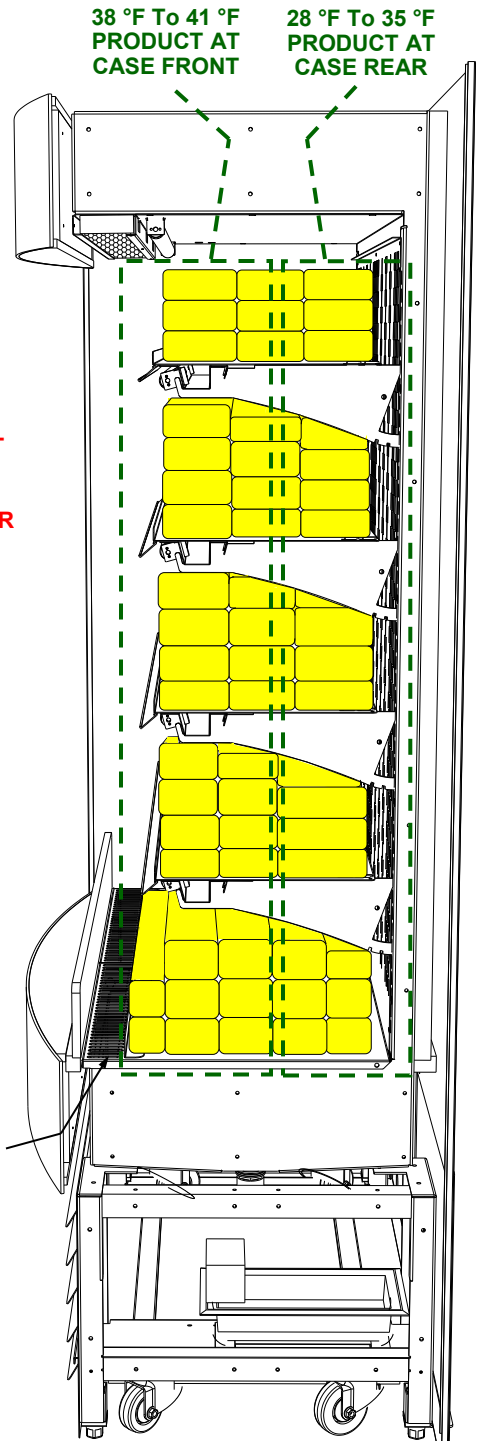 38 °F To 41 °F
PRODUCT AT
CASE FRONT
28 °F To 35 °F
PRODUCT AT
CASE REAR
R